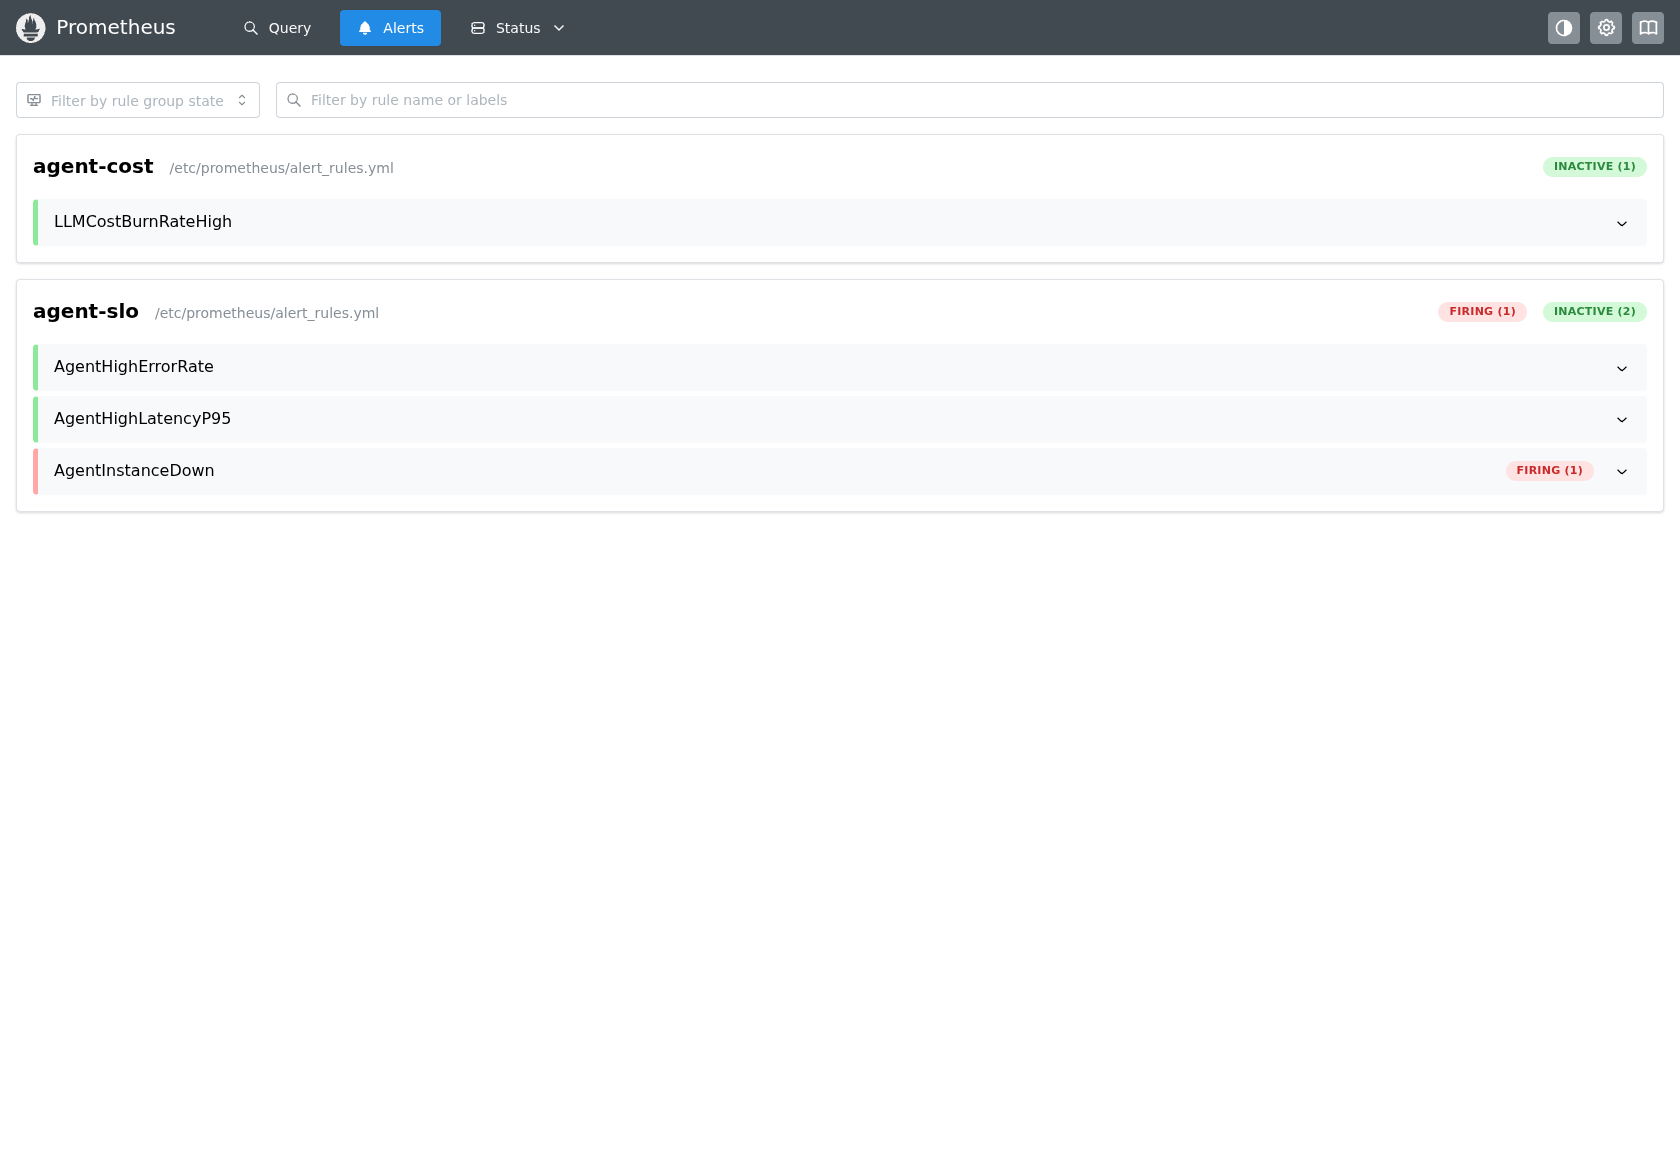 Prometheus Query Alerts Status
Filter by rule group state Filter by rule name or labels
agent-cost /etc/prometheus/alert_rules.yml INACTIVE (1)
LLMCostBurnRateHigh
agent-slo /etc/prometheus/alert_rules.yml FIRING (1) INACTIVE (2)
AgentHighErrorRate
AgentHighLatencyP95
AgentInstanceDown FIRING (1)